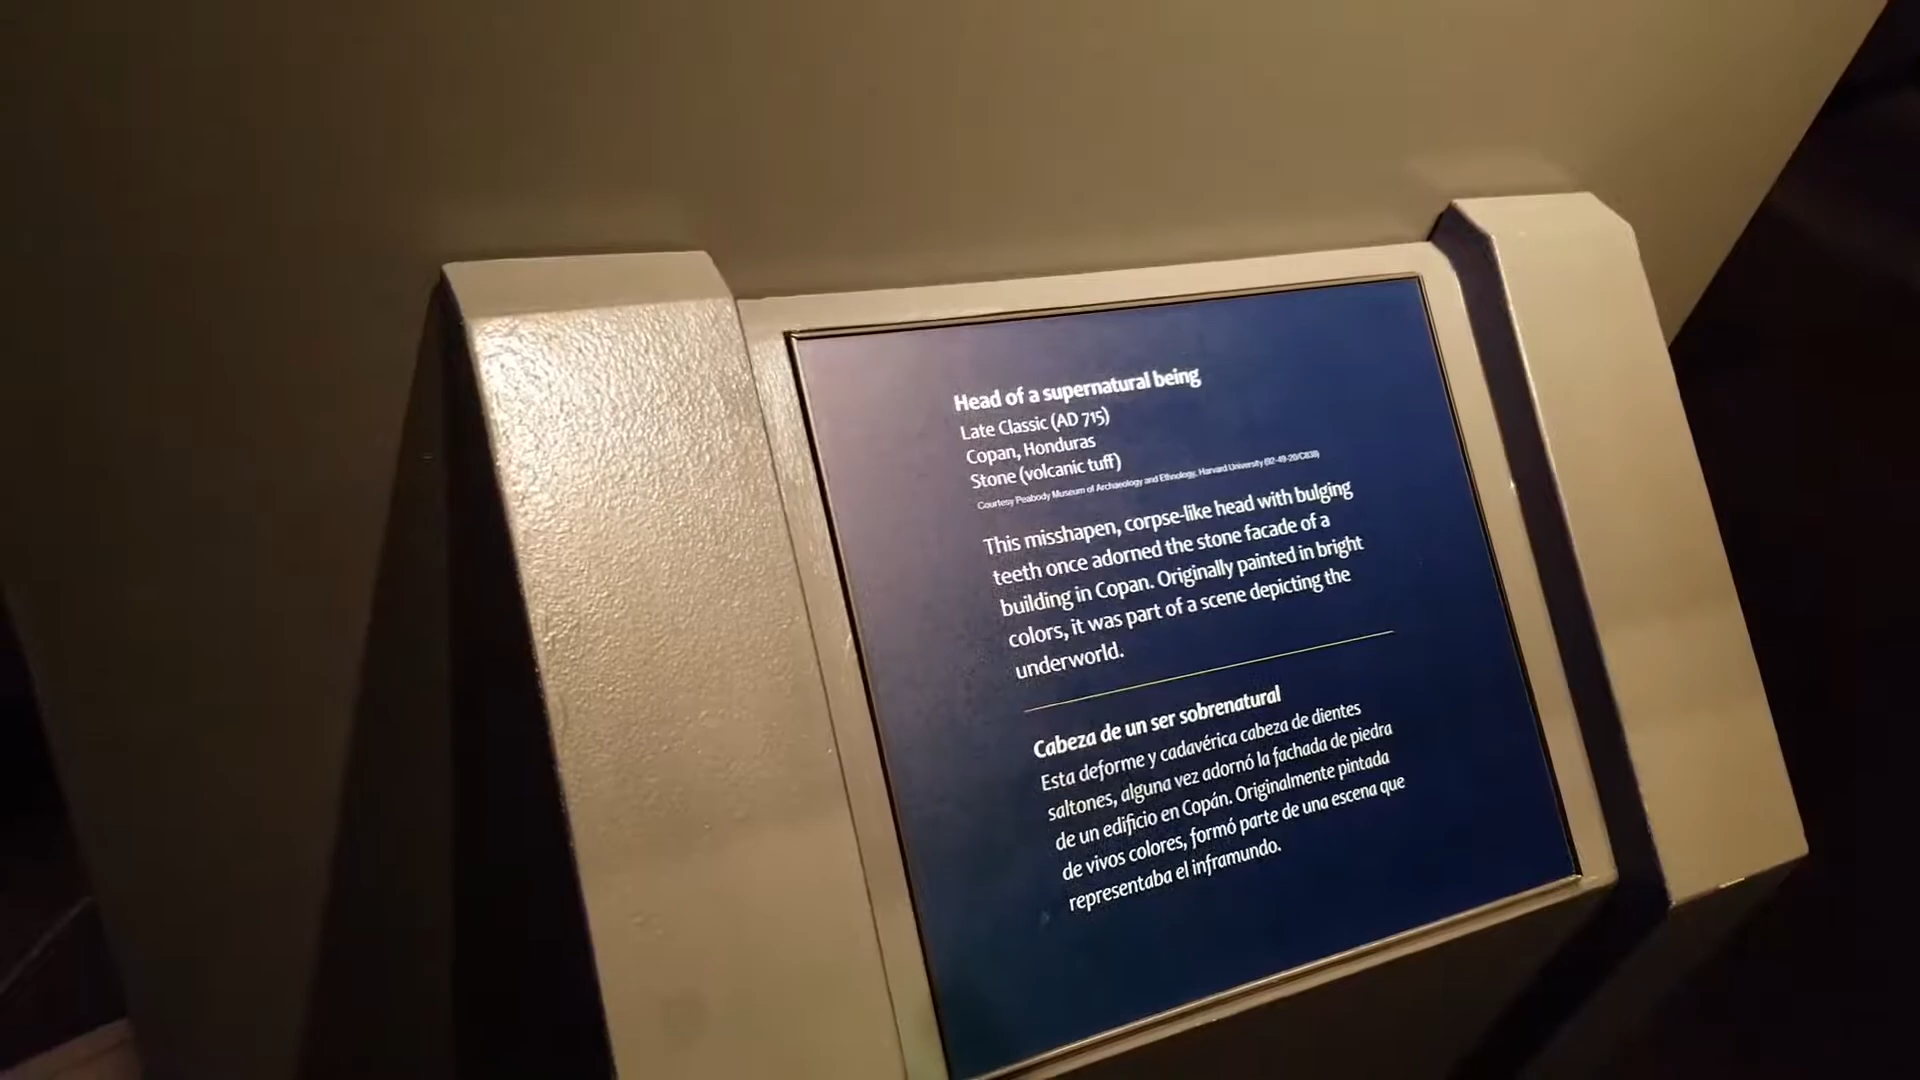 Head of a supernatural being
Late Classic (AD 715)
Copan, Honduras
Stone (volcanic tuff)
Courtesy Peabody Museum of Archaeology and Ethnology, Harvard University (92-49-20/C838)
This misshapen, corpse-like head with bulging
teeth once adorned the stone facade of a
building in Copan. Originally painted in bright
colors, it was part of a scene depicting the
underworld.
Cabeza de un ser sobrenatural
Esta deforme y cadavérica cabeza de dientes
saltones, alguna vez adornó la fachada de piedra
de un edificio en Copán. Originalmente pintada
de vivos colores, formó parte de una escena que
representaba el inframundo.